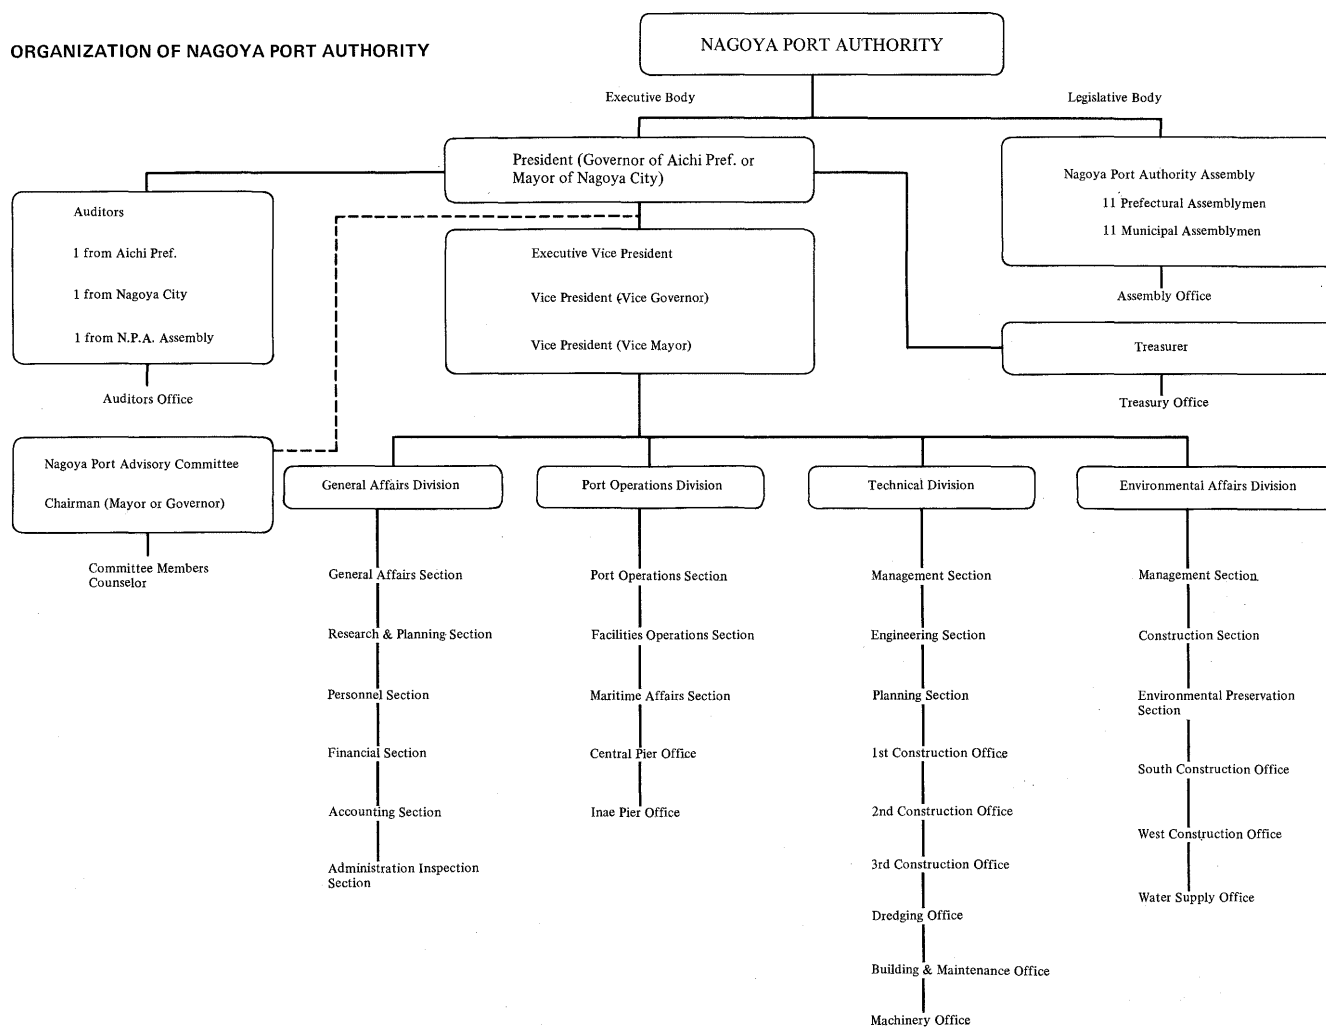 ORGANIZATION OF NAGOYA PORT AUTHORITY
NAGOYA PORT AUTHORITY
Executive Body
Legislative Body
President (Governor of Aichi Pref. or
Mayor of Nagoya City)
Nagoya Port Authority Assembly
11 Prefectural Assemblymen
11 Municipal Assemblymen
Assembly Office
Auditors
1 from Aichi Pref.
1 from Nagoya City
1 from N.P.A. Assembly
Auditors Office
Executive Vice President
Vice President (Vice Governor)
Vice President (Vice Mayor)
Treasurer
Treasury Office
Nagoya Port Advisory Committee
Chairman (Mayor or Governor)
Committee Members
Counselor
General Affairs Division
General Affairs Section
Research & Planning Section
Personnel Section
Financial Section
Accounting Section
Administration Inspection
Section
Port Operations Division
Port Operations Section
Facilities Operations Section
Maritime Affairs Section
Central Pier Office
Inae Pier Office
Technical Division
Management Section
Engineering Section
Planning Section
1st Construction Office
2nd Construction Office
3rd Construction Office
Dredging Office
Building & Maintenance Office
Machinery Office
Environmental Affairs Division
Management Section
Construction Section
Environmental Preservation
Section
South Construction Office
West Construction Office
Water Supply Office